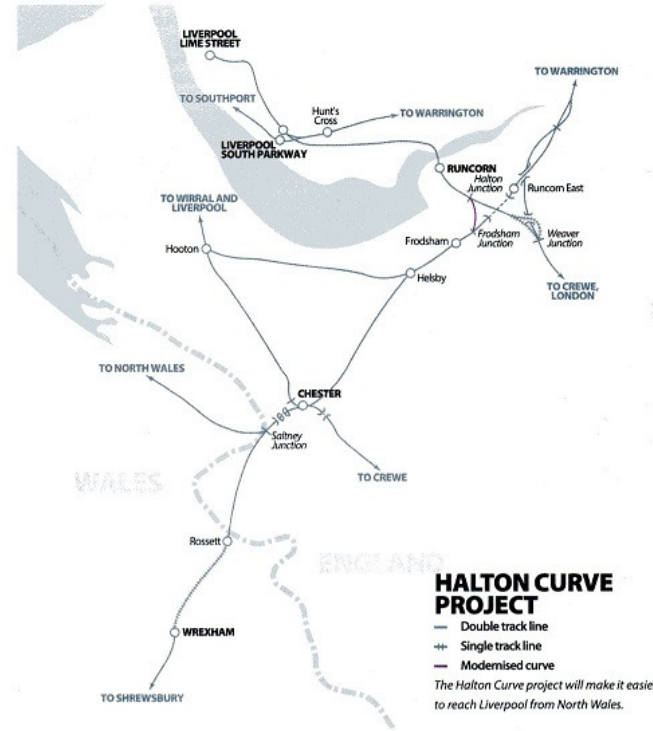 LIVERPOOL
LIME STREET
TO WARRINGTON
TO SOUTHPORT
Hunt's
Cross
TO WARRINGTON
LIVERPOOL
SOUTH PARKWAY
RUNCORN
Halton
Junction
Runcorn East
TO WIRRAL AND
LIVERPOOL
Hooton
Frodsham
Frodsham
Junction
Weaver
Junction
Helsby
TO CREWE,
LONDON
TO NORTH WALES
CHESTER
Saltney
Junction
TO CREWE
WALES
Rossett
ENGLAND
WREXHAM
TO SHREWSBURY
HALTON CURVE
PROJECT
Double track line
Single track line
Modernised curve
The Halton Curve project will make it easie
to reach Liverpool from North Wales.